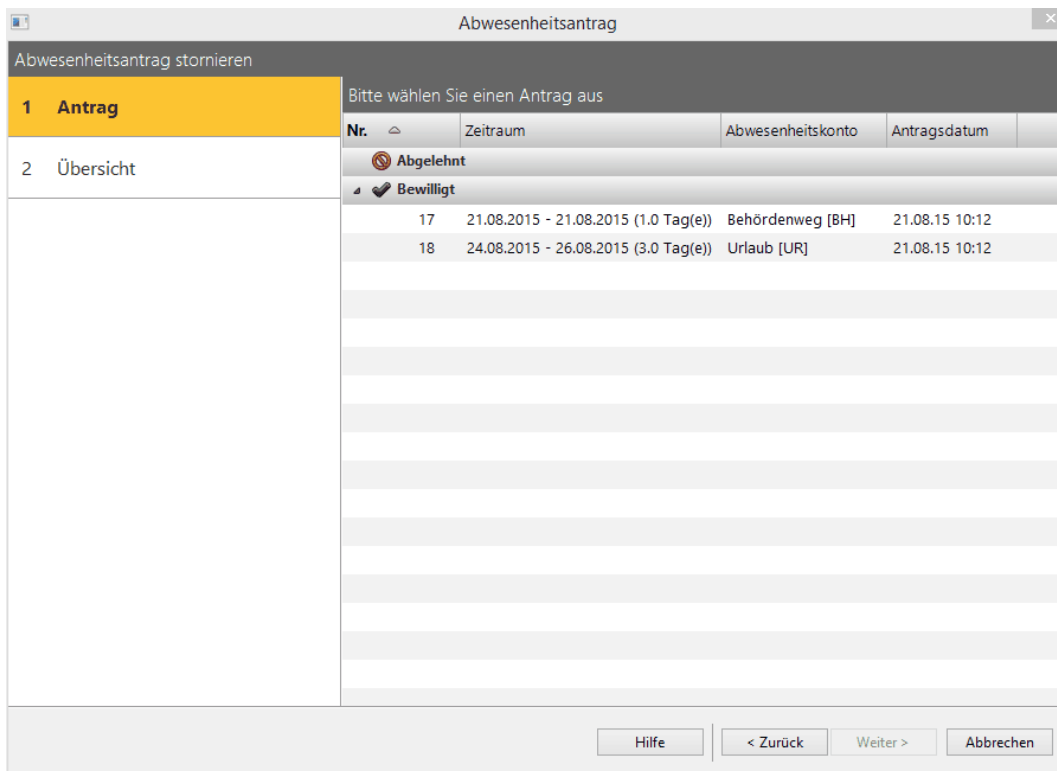 Abwesenheitsantrag
Abwesenheitsantrag stornieren
1 Antrag
2 Übersicht
Bitte wählen Sie einen Antrag aus
Nr. Zeitraum Abwesenheitskonto Antragsdatum
Abgelehnt
Bewilligt
17 21.08.2015 - 21.08.2015 (1.0 Tag(e)) Behördenweg [BH] 21.08.15 10:12
18 24.08.2015 - 26.08.2015 (3.0 Tag(e)) Urlaub [UR] 21.08.15 10:12
Hilfe < Zurück Weiter > Abbrechen